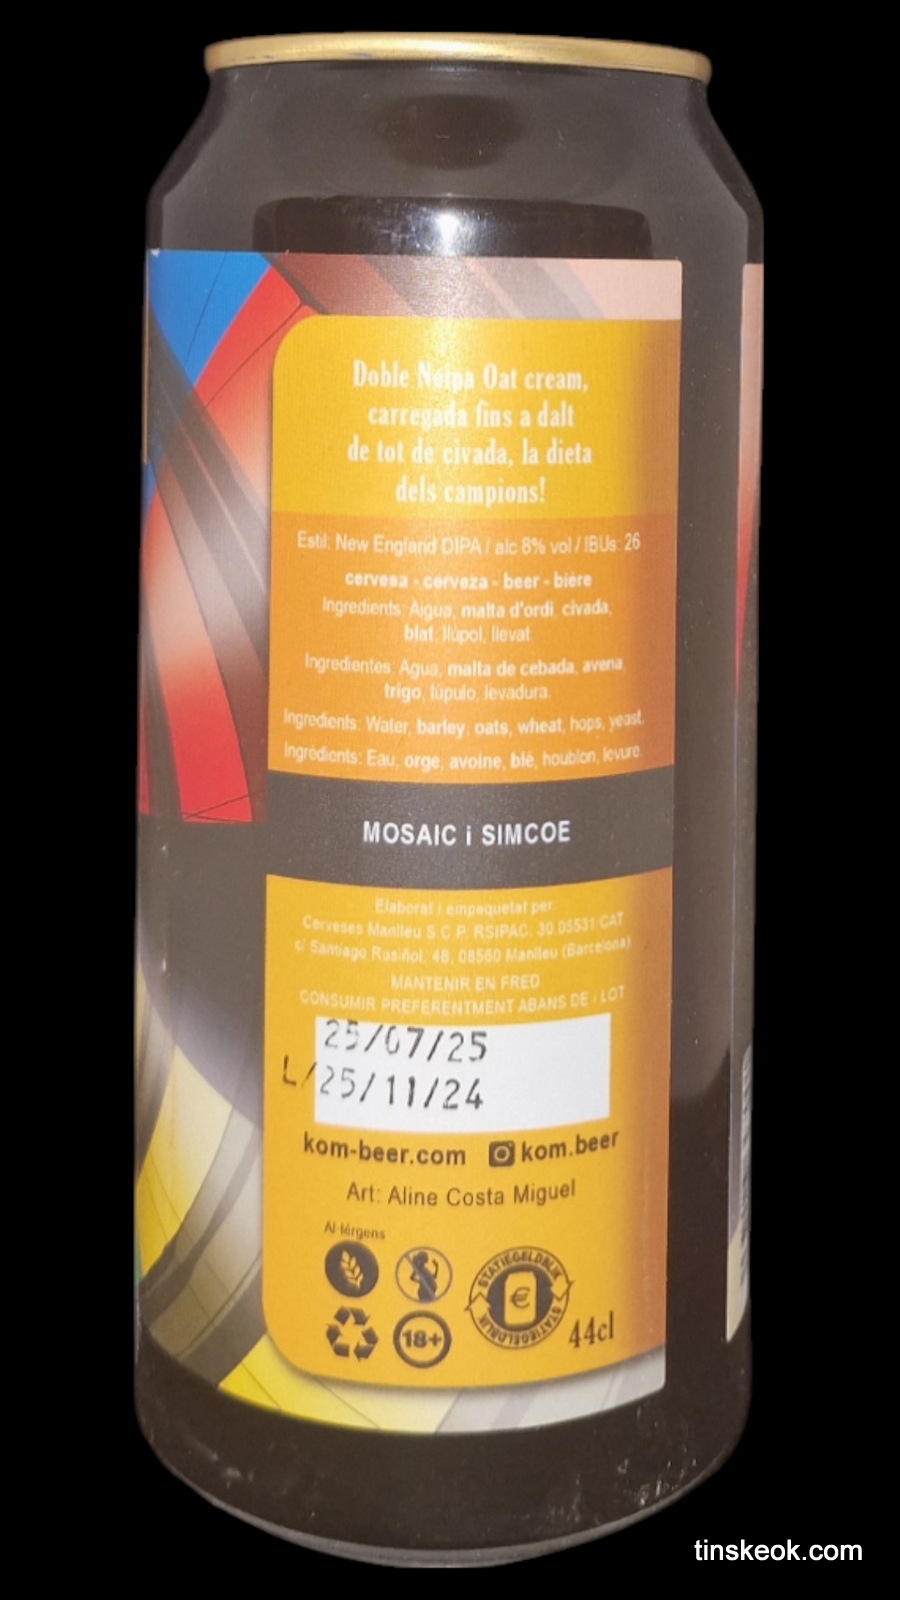 Doble Neipa Oat cream,
carregada fins a dalt
de tot de civada, la dieta
dels campions!
Estil: New England DIPA / alc 8% vol / IBUs: 26
cervesa - cerveza - beer - bière
Ingredients: Aigua, malta d'ordi, civada,
blat, llúpol, llevat
Ingredientes: Agua, malta de cebada, avena,
trigo, lúpulo, levadura.
Ingredients: Water, barley, oats, wheat, hops, yeast.
Ingrédients: Eau, orge, avoine, blé, houblon, levure.
MOSAIC i SIMCOE
Elaborat i empaquetat per:
Cerveses Manlleu S.C.P. RSIPAC: 30.05531 CAT
c/ Santiago Rusiñol, 46, 08560 Manlleu (Barcelona)
MANTENIR EN FRED
CONSUMIR PREFERENTMENT ABANS DE / LOT
25/07/25
L/25/11/24
kom-beer.com kom.beer
Art: Aline Costa Miguel
Al·lèrgens
STATIEGELDBLIK
€
STATIEGELDBLIK
18+
44cl
tinskeok.com